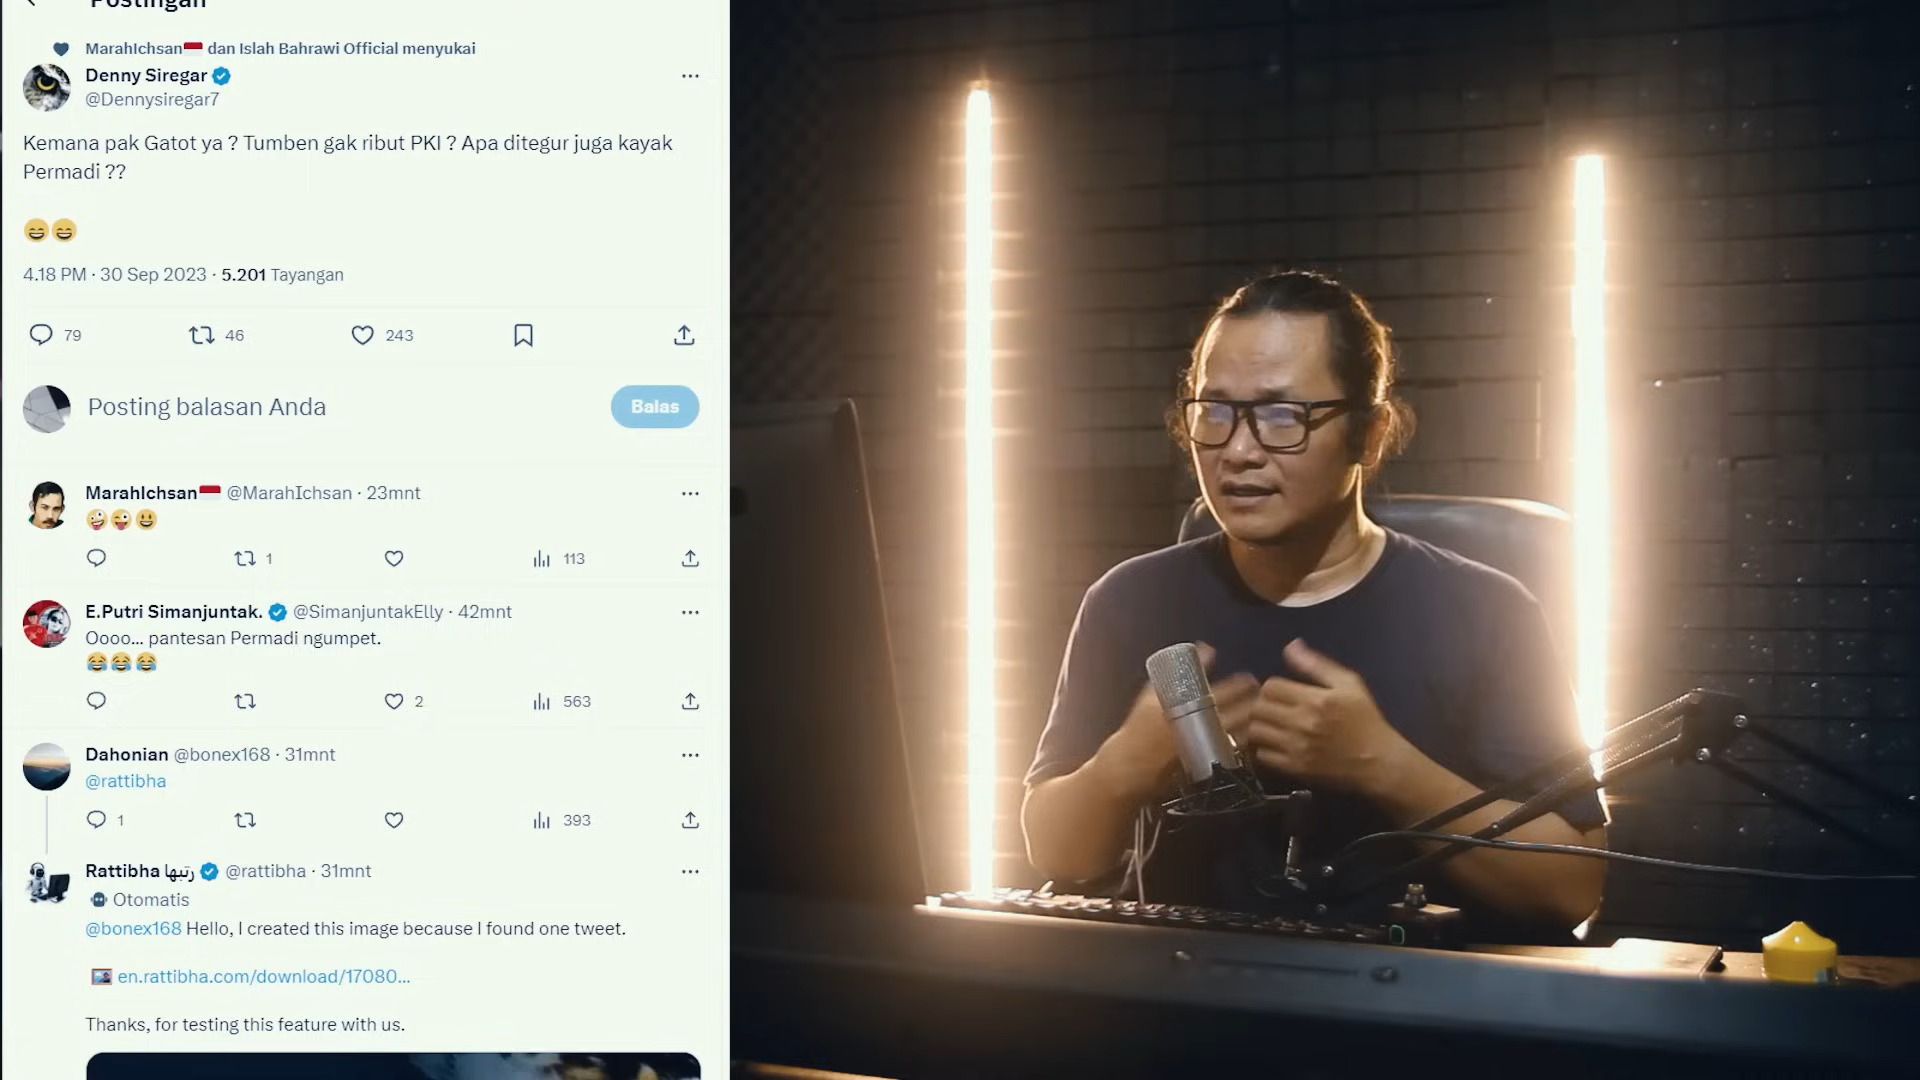 Postingan
MarahIchsan🇮🇩 dan Islah Bahrawi Official menyukai
Denny Siregar
@Dennysiregar7
Kemana pak Gatot ya ? Tumben gak ribut PKI ? Apa ditegur juga kayak
Permadi ??
😄😄
4.18 PM · 30 Sep 2023 · 5.201 Tayangan
79 46 243
Posting balasan Anda
Balas
MarahIchsan🇮🇩 @MarahIchsan · 23mnt
🤪😜😃
1 113
E.Putri Simanjuntak. @SimanjuntakElly · 42mnt
Oooo... pantesan Permadi ngumpet.
😂😂😂
2 563
Dahonian @bonex168 · 31mnt
@rattibha
1 393
Rattibha رتبها @rattibha · 31mnt
Otomatis
@bonex168 Hello, I created this image because I found one tweet.
en.rattibha.com/download/17080...
Thanks, for testing this feature with us.